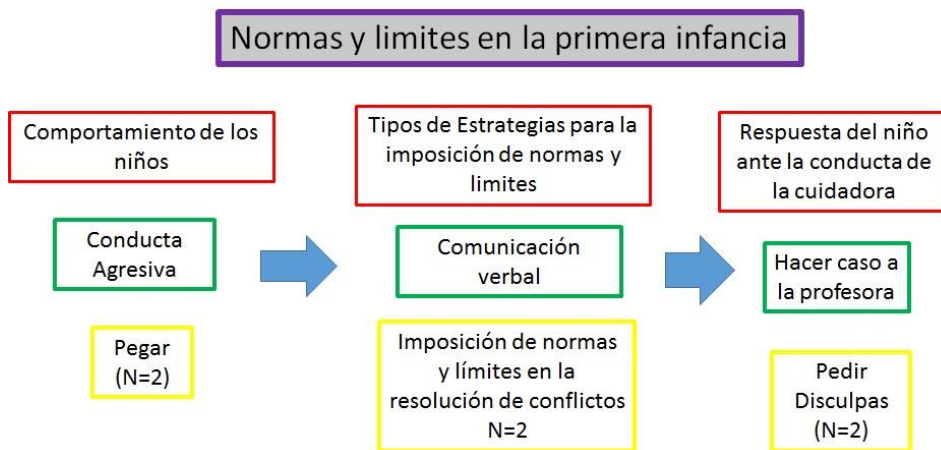 Normas y limites en la primera infancia
Comportamiento de los
niños
Tipos de Estrategias para la
imposición de normas y
limites
Respuesta del niño
ante la conducta de
la cuidadora
Conducta
Agresiva
Comunicación
verbal
Hacer caso a
la profesora
Pegar
(N=2)
Imposición de normas
y límites en la
resolución de conflictos
N=2
Pedir
Disculpas
(N=2)